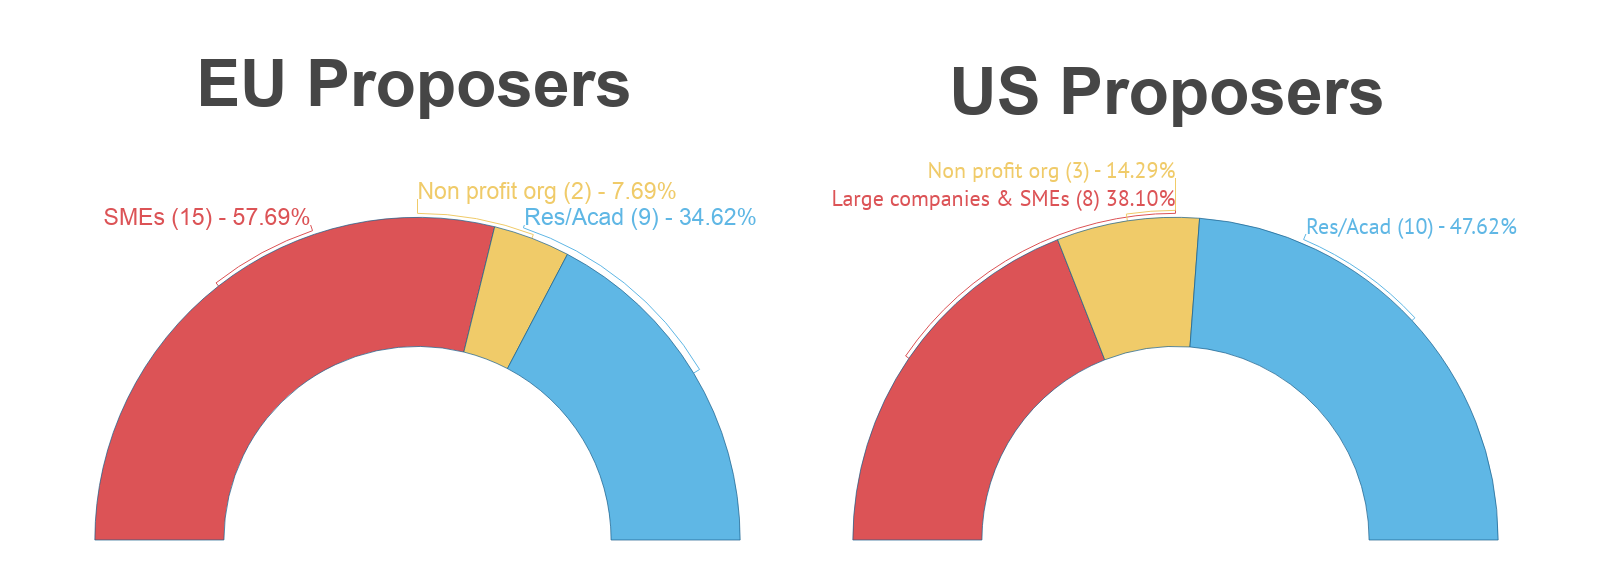 EU Proposers
SMEs (15) - 57.69%
Non profit org (2) - 7.69%
Res/Acad (9) - 34.62%
US Proposers
Non profit org (3) - 14.29%
Large companies & SMEs (8) 38.10%
Res/Acad (10) - 47.62%